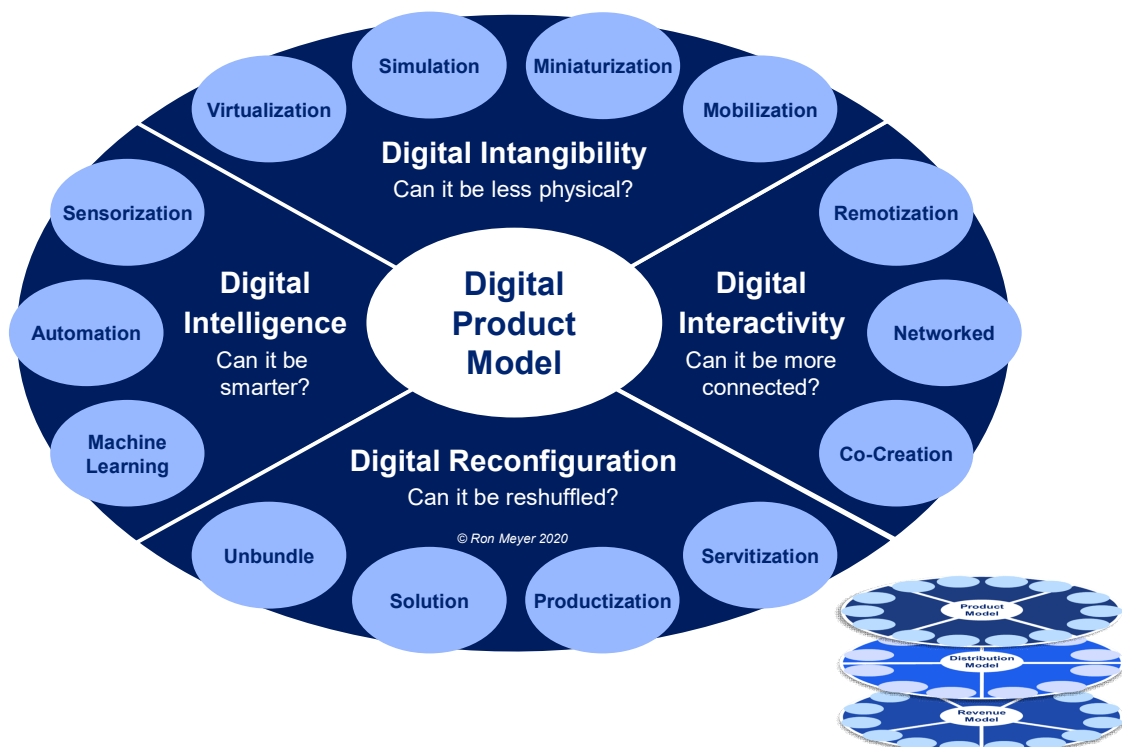 Simulation
Miniaturization
Virtualization
Mobilization
Digital Intangibility
Can it be less physical?
Sensorization
Remotization
Digital
Intelligence
Can it be
smarter?
Digital
Product
Model
Digital
Interactivity
Can it be more
connected?
Automation
Networked
Machine
Learning
Co-Creation
Digital Reconfiguration
Can it be reshuffled?
© Ron Meyer 2020
Unbundle
Servitization
Solution
Productization
Product
Model
Distribution
Model
Revenue
Model